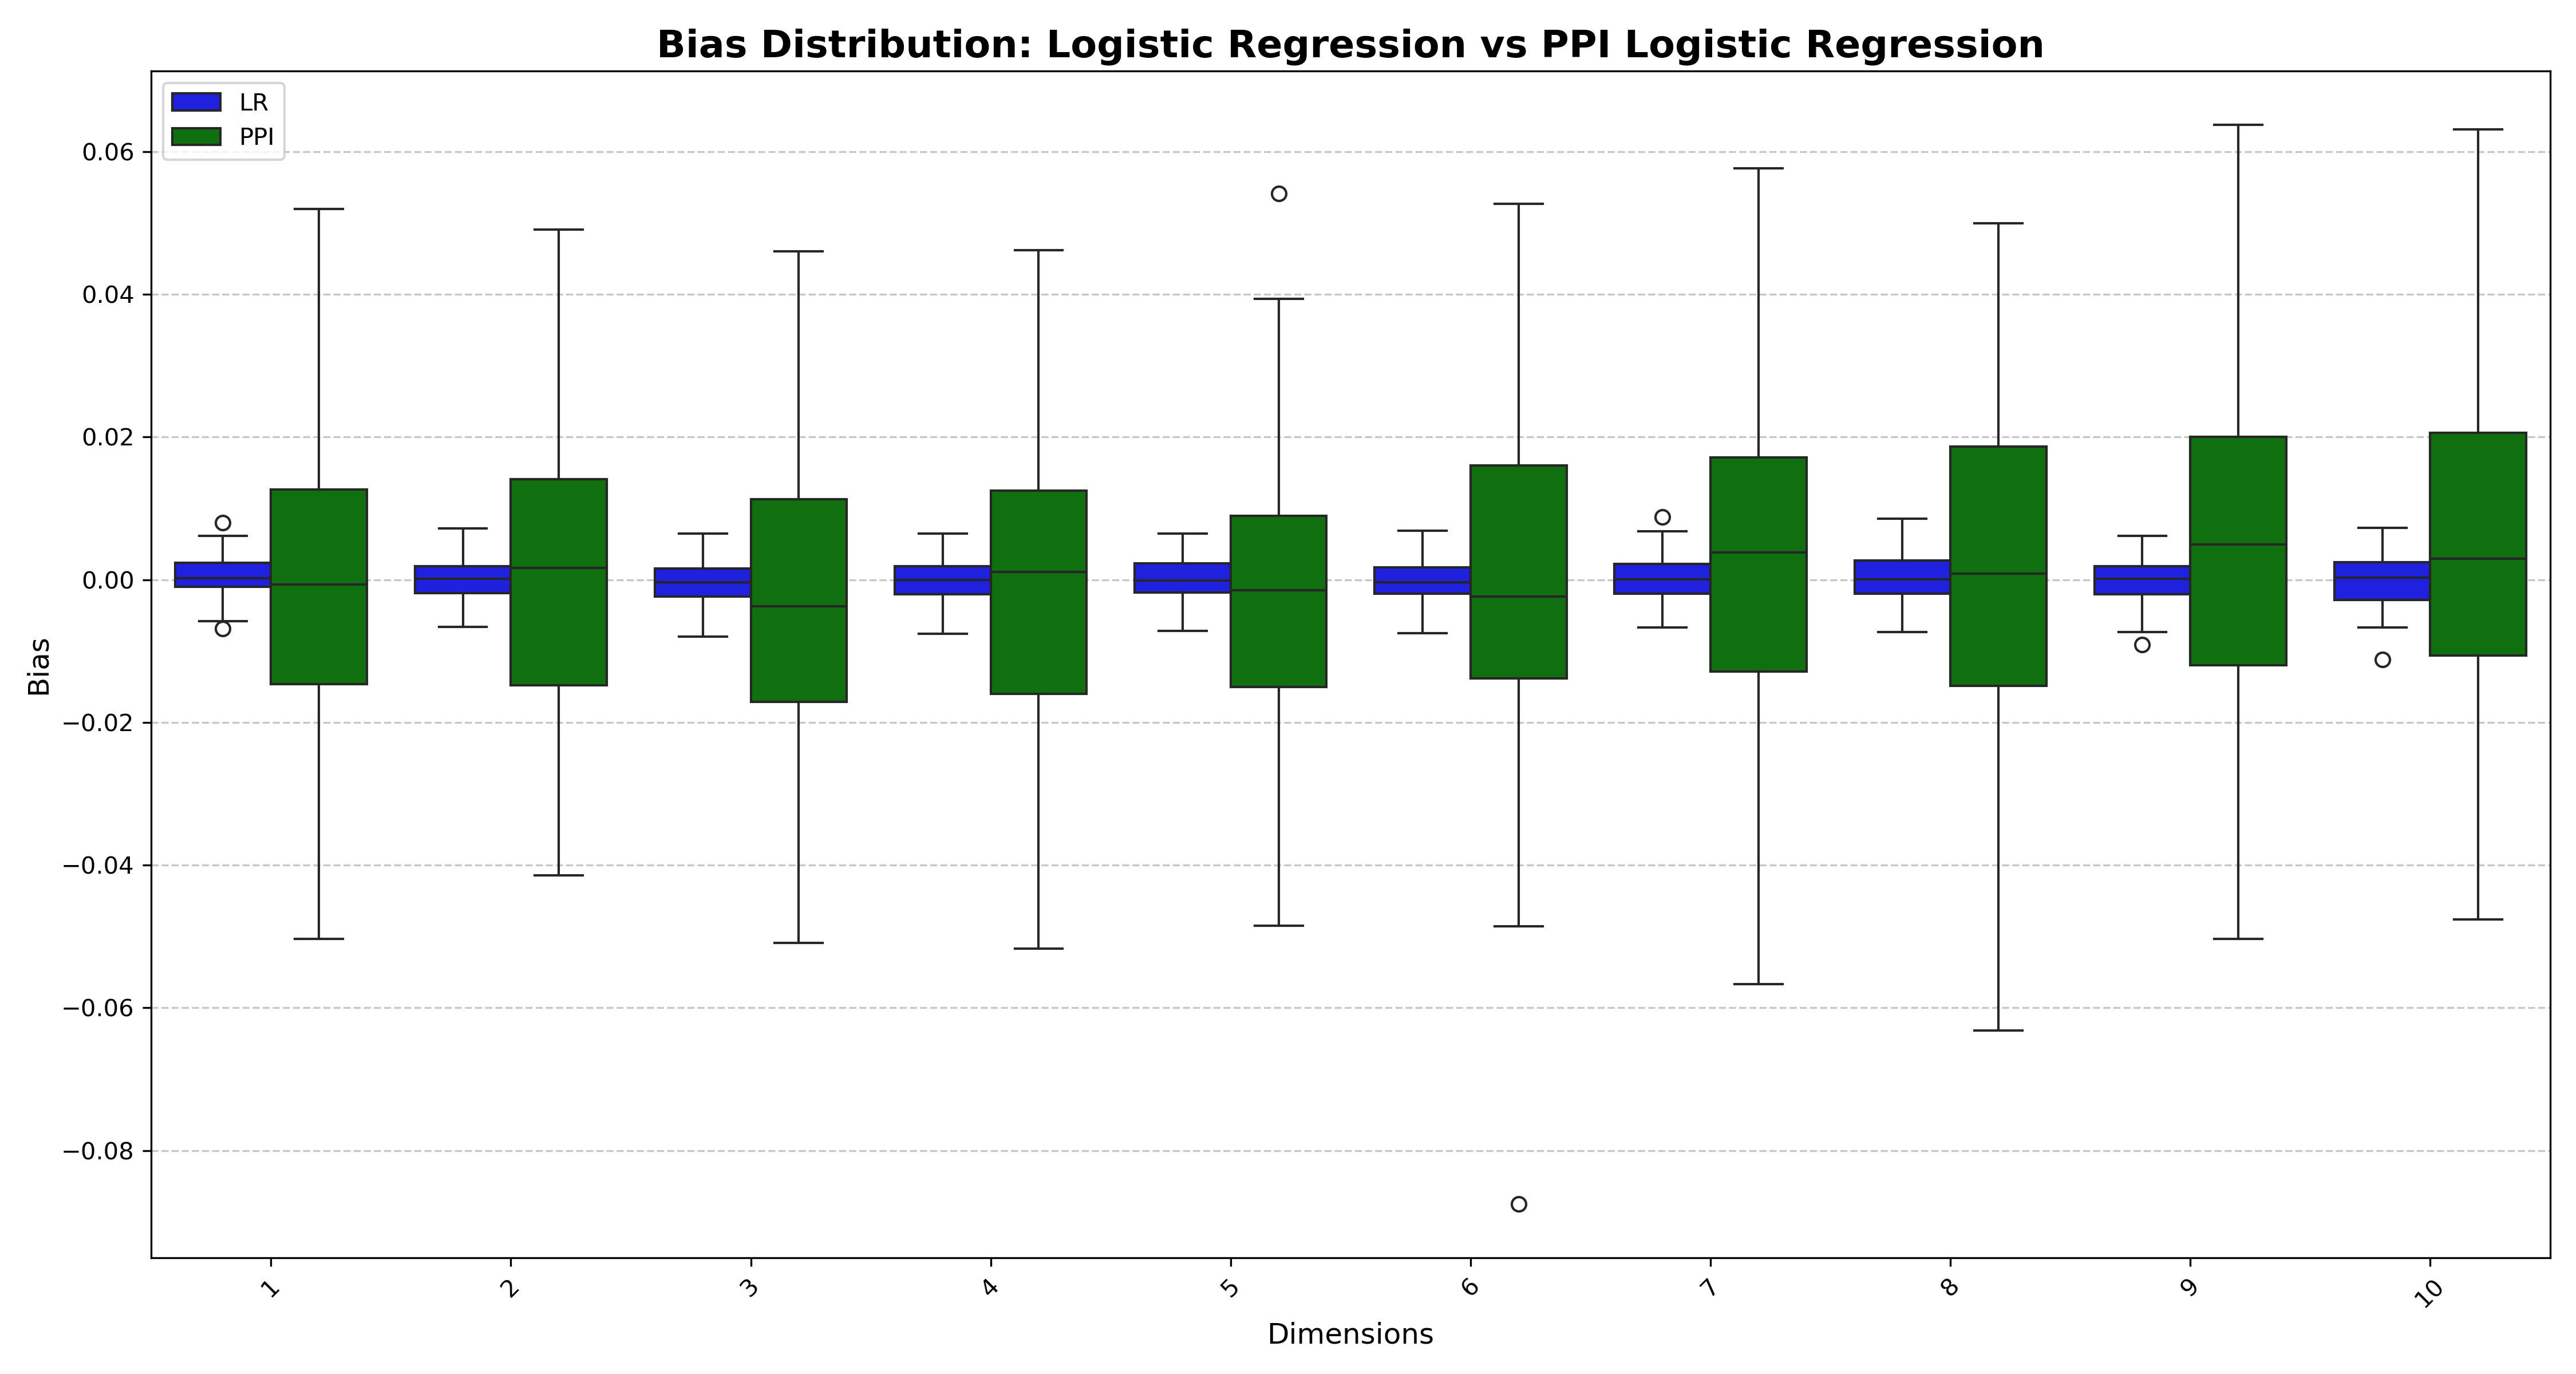 Bias Distribution: Logistic Regression vs PPI Logistic Regression
LR
PPI
0.06
0.04
0.02
0.00
−0.02
−0.04
−0.06
−0.08
Bias
1 2 3 4 5 6 7 8 9 10
Dimensions